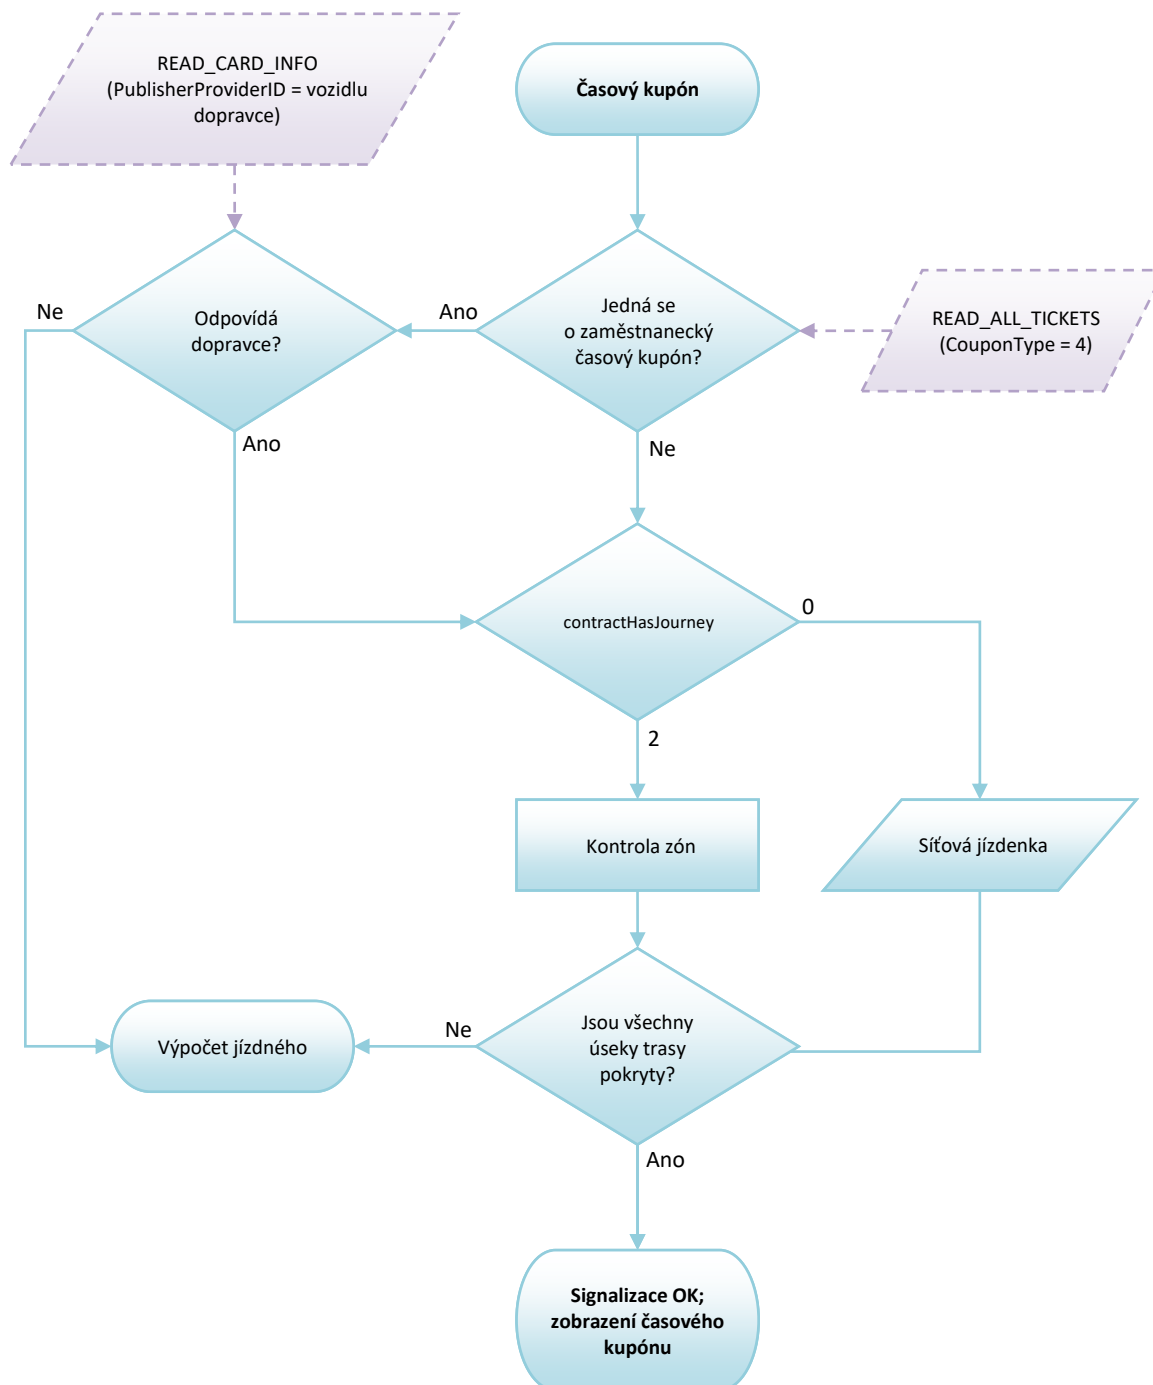 READ_CARD_INFO
(PublisherProviderID = vozidlu
dopravce)
Časový kupón
Ne
Odpovídá
dopravce?
Ano
Jedná se
o zaměstnanecký
časový kupón?
READ_ALL_TICKETS
(CouponType = 4)
Ano
Ne
contractHasJourney
0
2
Kontrola zón
Síťová jízdenka
Výpočet jízdného
Ne
Jsou všechny
úseky trasy
pokryty?
Ano
Signalizace OK;
zobrazení časového
kupónu